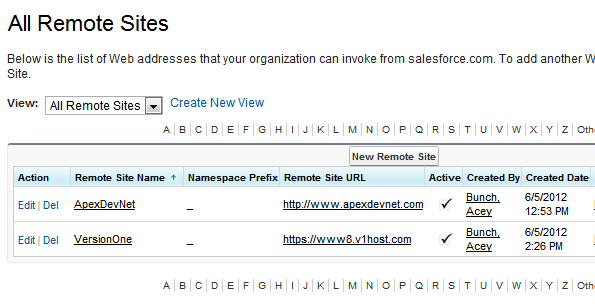 All Remote Sites
Below is the list of Web addresses that your organization can invoke from salesforce.com. To add another W
Site.
View: All Remote Sites Create New View
A B C D E F G H I J K L M N O P Q R S T U V W X Y Z Othe
New Remote Site
Action Remote Site Name ↑ Namespace Prefix Remote Site URL Active Created By Created Date
Edit | Del ApexDevNet _ http://www.apexdevnet.com ✓ Bunch, Acey 6/5/2012 12:53 PM
Edit | Del VersionOne _ https://www8.v1host.com ✓ Bunch, Acey 6/5/2012 2:26 PM
A B C D E F G H I J K L M N O P Q R S T U V W X Y Z Othe